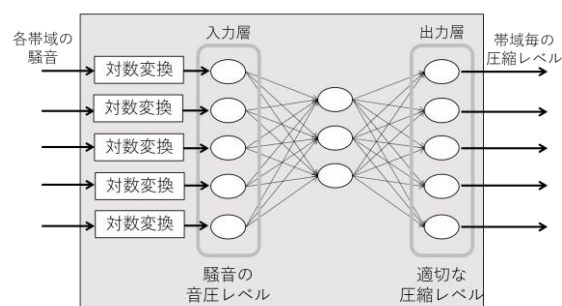 各帯域の
騒音
入力層
出力層
帯域毎の
圧縮レベル
対数変換
対数変換
対数変換
対数変換
対数変換
騒音の
音圧レベル
適切な
圧縮レベル